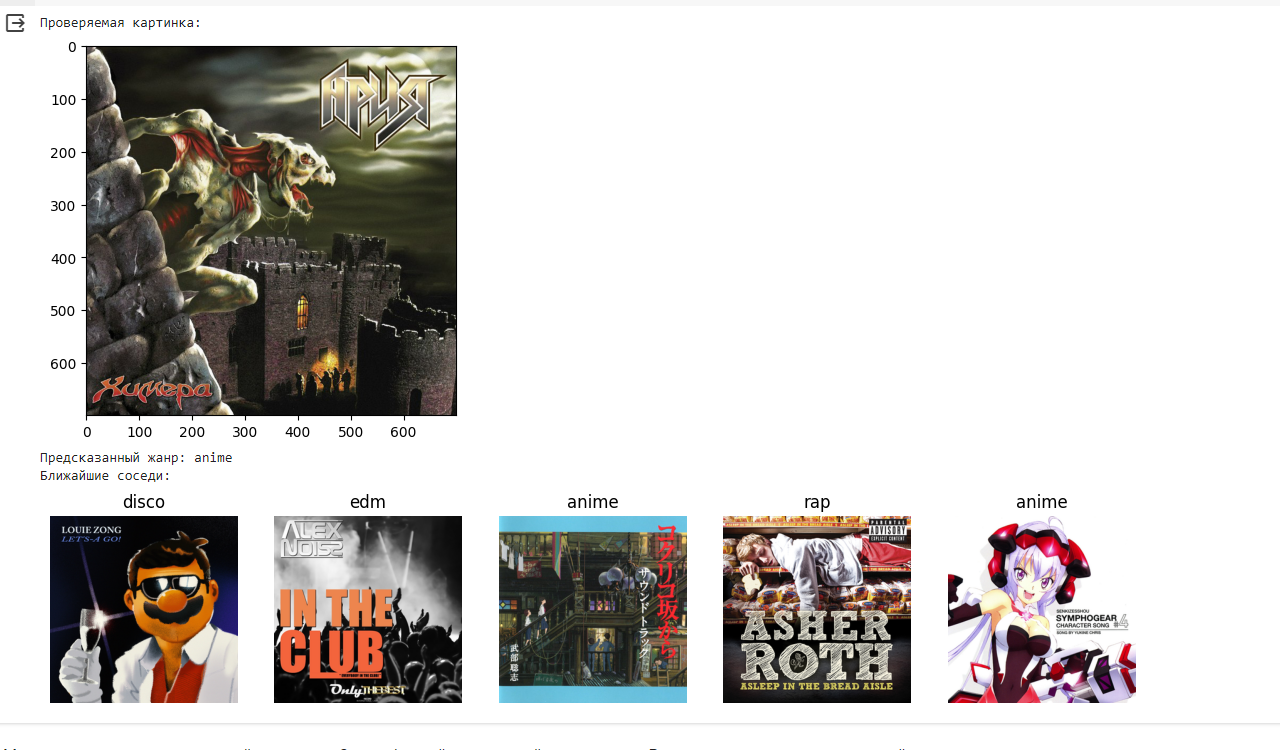 Проверяемая картинка:
0
100
200
300
400
500
600
АРИЯ
Химера
0 100 200 300 400 500 600
Предсказанный жанр: anime
Ближайшие соседи:
disco edm anime rap anime
LOUIE ZONG
LET'S-A GO!
ALEX
NOISE
IN THE
CLUB
OnlyTHEBEST
コクリコ坂から
サウンドトラック
武部聡志
PARENTAL
ADVISORY
EXPLICIT CONTENT
ASHER
ROTH
ASLEEP IN THE BREAD AISLE
SENKIZESSHOU
SYMPHOGEAR
CHARACTER SONG #4
SONG BY YUKINE CHRIS